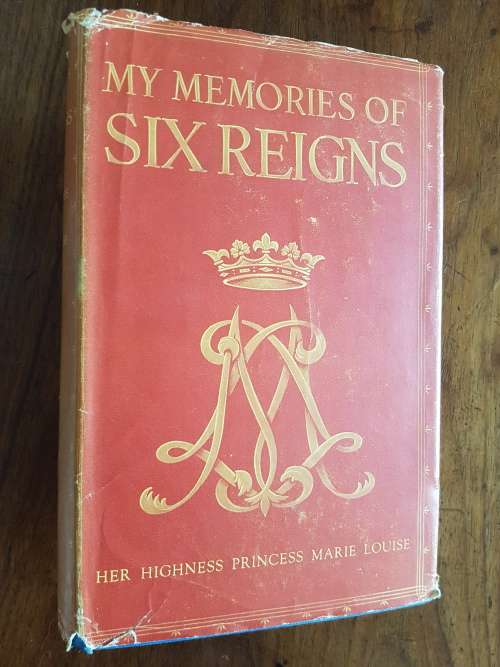 MY MEMORIES OF
SIX REIGNS
HER HIGHNESS PRINCESS MARIE LOUISE